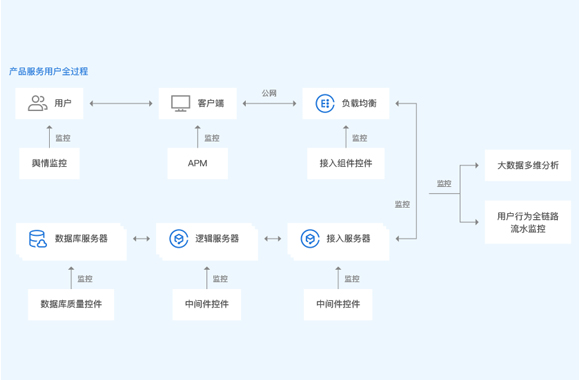 产品服务用户全过程
用户
客户端
公网
负载均衡
监控
监控
监控
舆情监控
APM
接入组件控件
监控
监控
大数据多维分析
用户行为全链路
流水监控
数据库服务器
逻辑服务器
接入服务器
监控
监控
监控
数据库质量控件
中间件控件
中间件控件